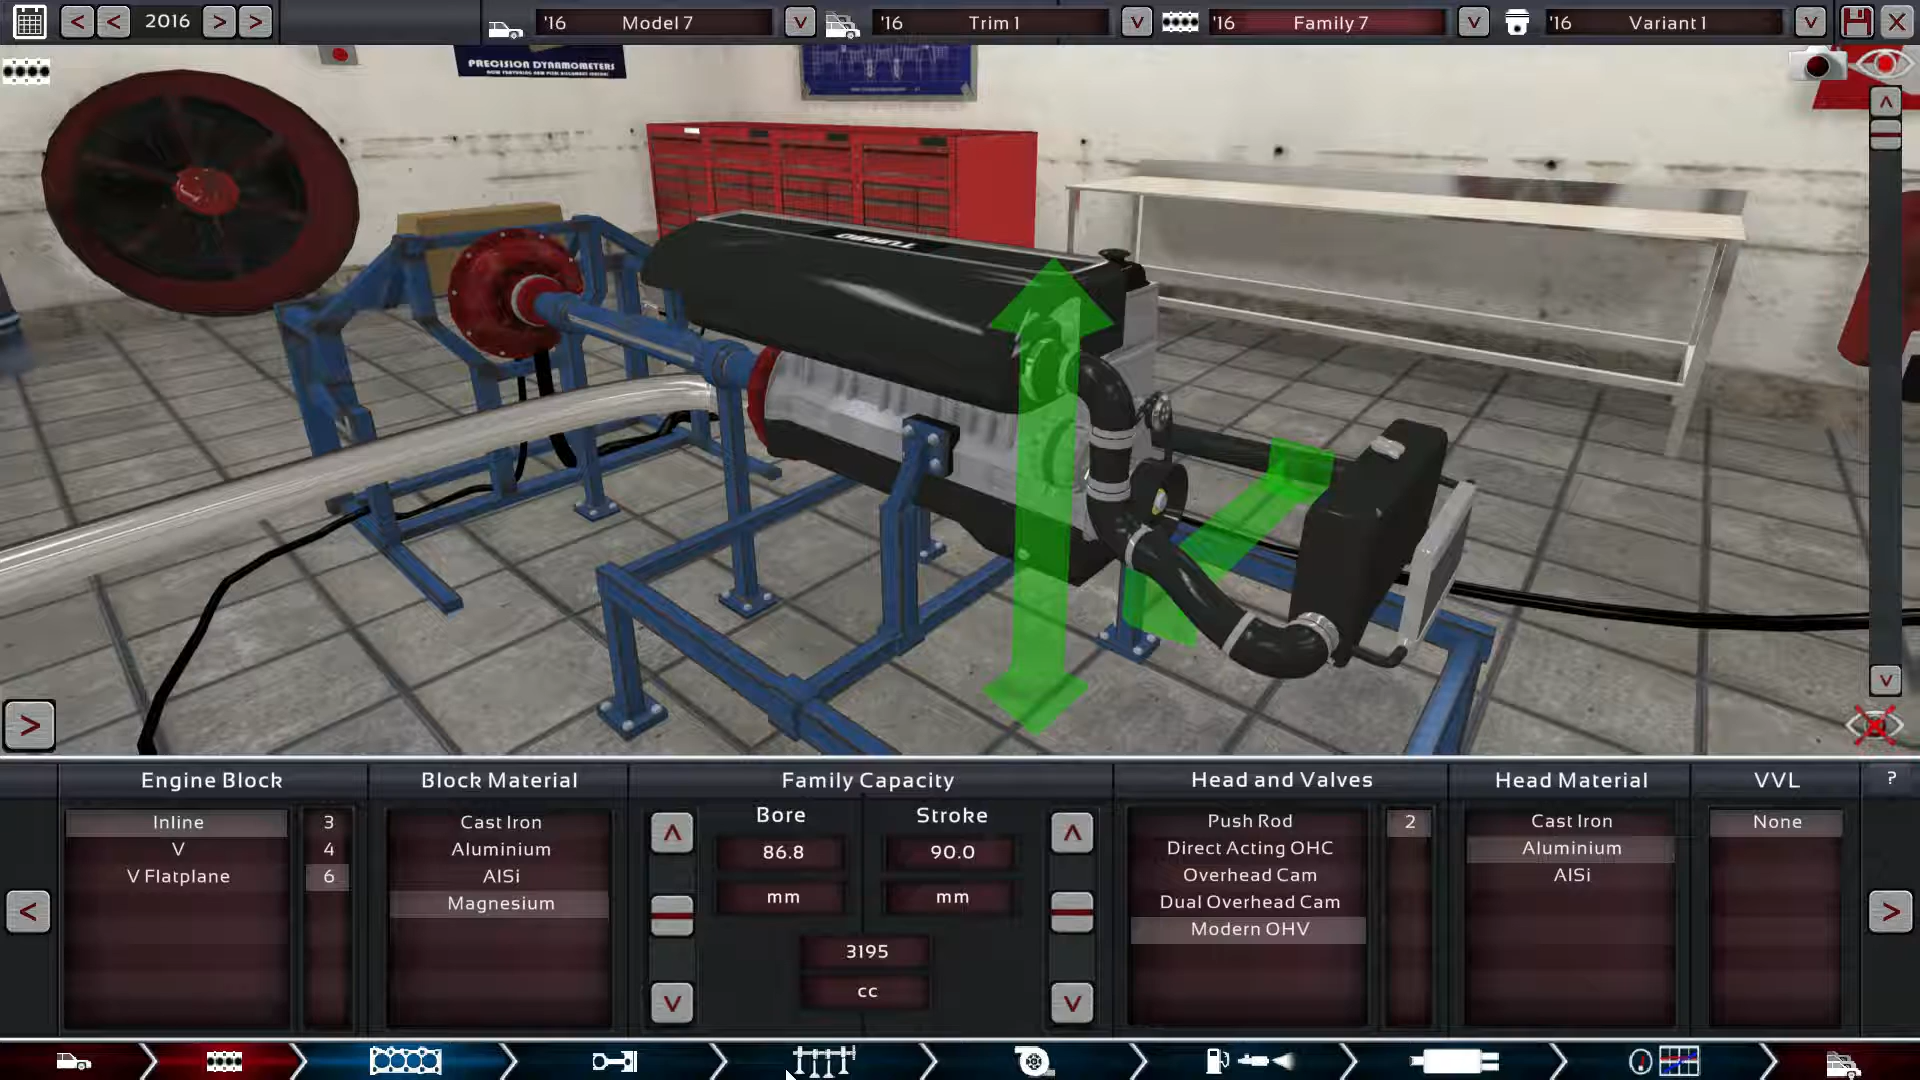 2016
'16 Model 7
'16 Trim 1
'16 Family 7
'16 Variant 1
PRECISION DYNAMOMETERS
TURBO
Engine Block
Inline
V
V Flatplane
3
4
6
Block Material
Cast Iron
Aluminium
AlSi
Magnesium
Family Capacity
Bore
86.8
mm
Stroke
90.0
mm
3195
cc
Head and Valves
Push Rod
Direct Acting OHC
Overhead Cam
Dual Overhead Cam
Modern OHV
2
Head Material
Cast Iron
Aluminium
AlSi
VVL
None
?